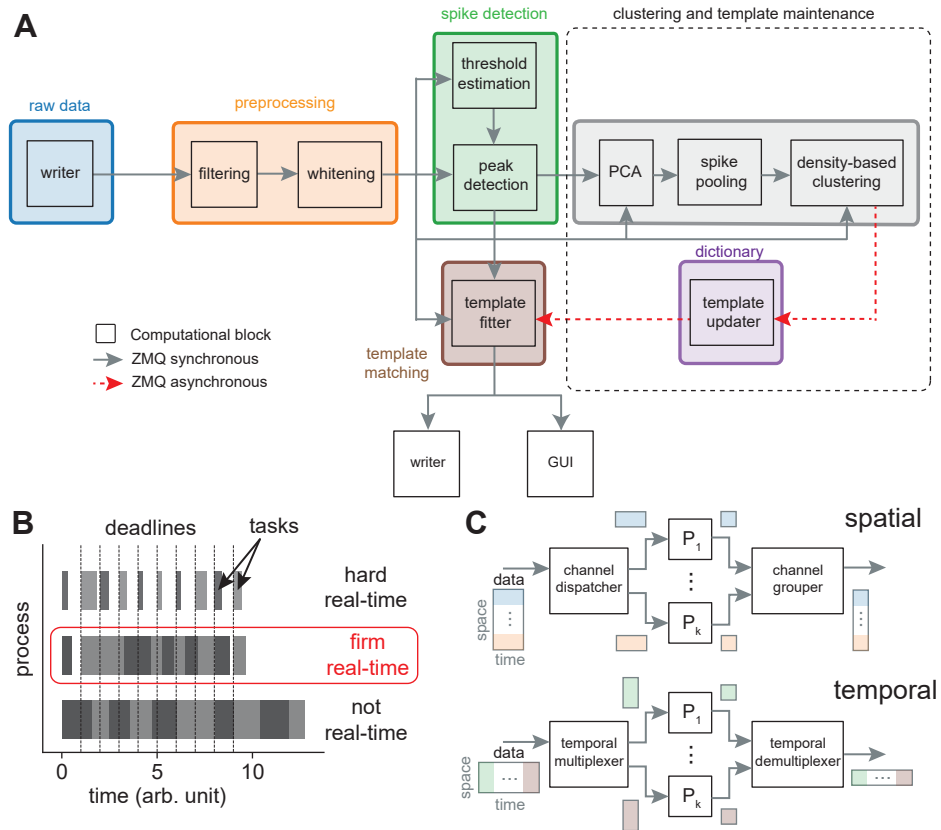 A
spike detection
clustering and template maintenance
threshold
estimation
raw data
preprocessing
writer
filtering
whitening
peak
detection
PCA
spike
pooling
density-based
clustering
dictionary
template
fitter
template
updater
Computational block
ZMQ synchronous
ZMQ asynchronous
template
matching
writer
GUI
B
deadlines
tasks
process
hard
real-time
firm
real-time
not
real-time
0
5
10
time (arb. unit)
C
spatial
data
space
...
time
channel
dispatcher
P1
...
Pk
channel
grouper
...
temporal
data
space
...
time
temporal
multiplexer
P1
...
Pk
temporal
demultiplexer
...